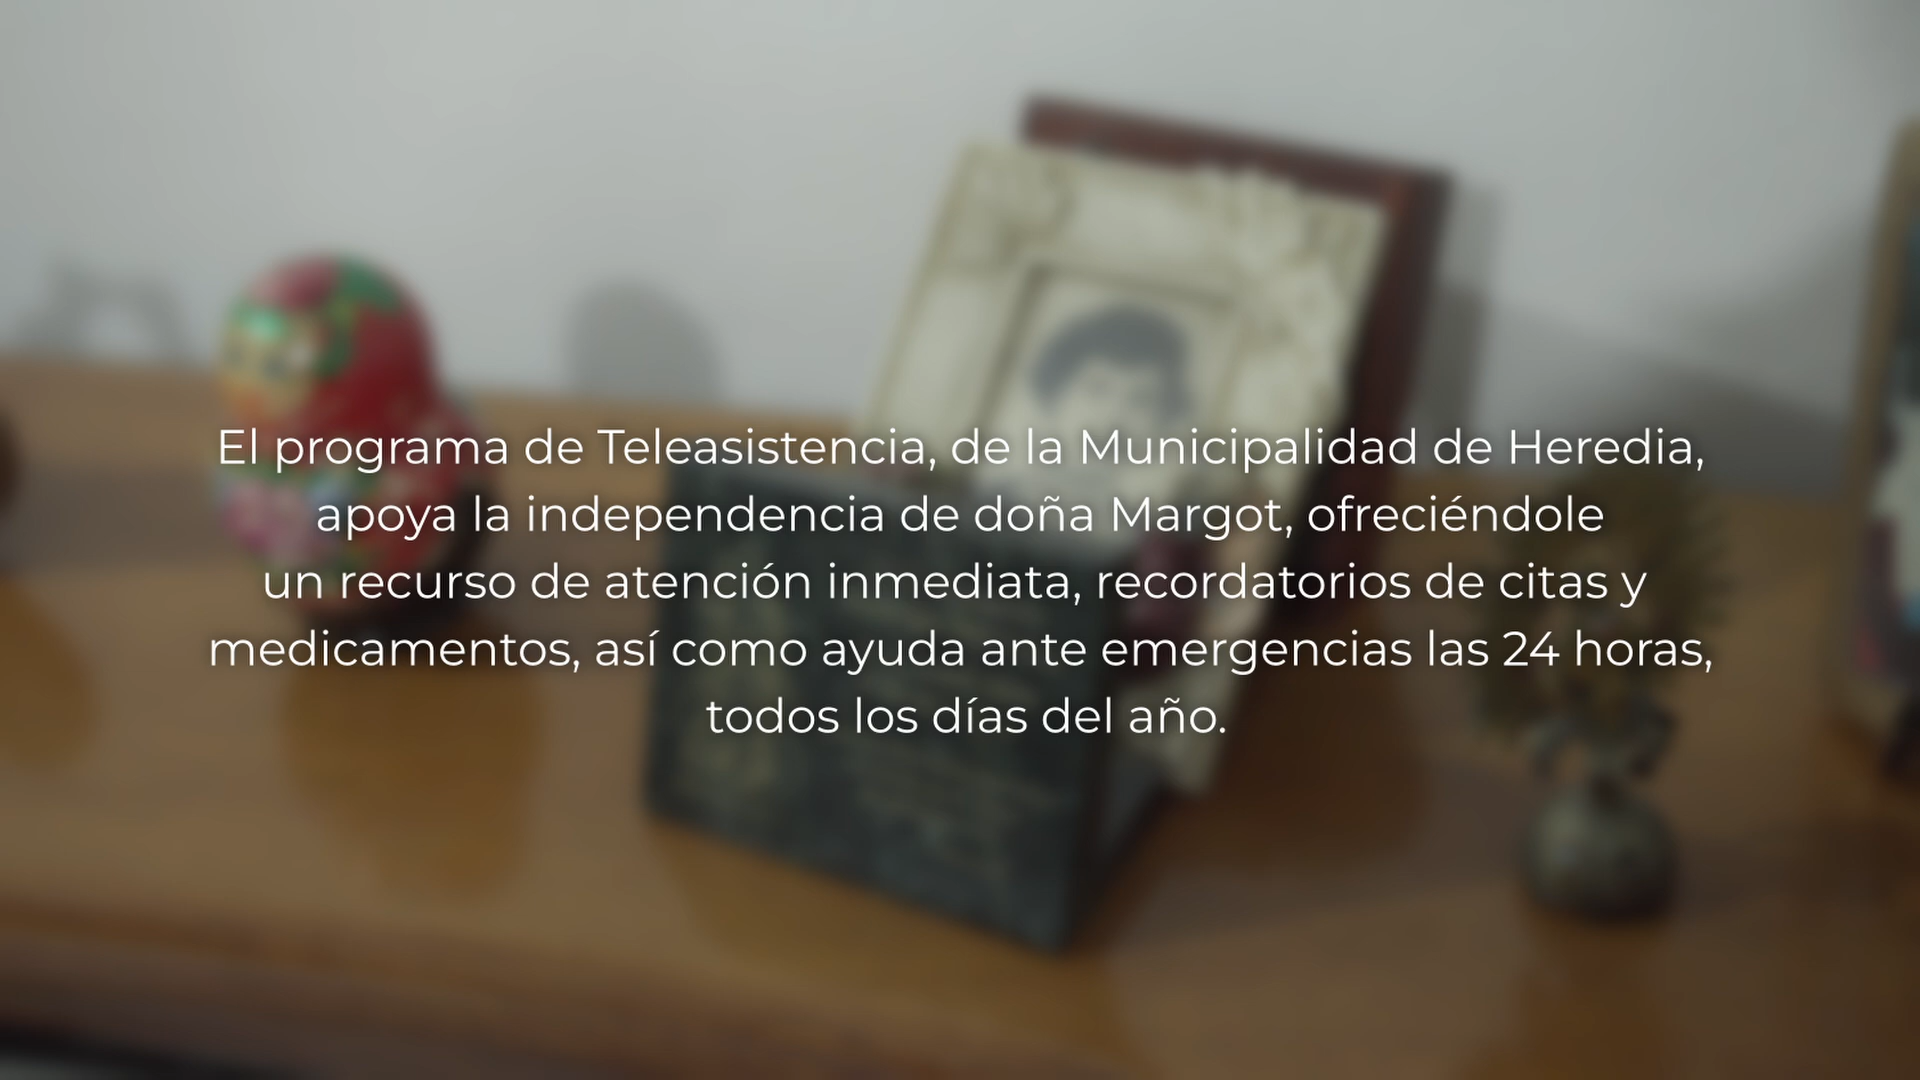 El programa de Teleasistencia, de la Municipalidad de Heredia,
apoya la independencia de doña Margot, ofreciéndole
un recurso de atención inmediata, recordatorios de citas y
medicamentos, así como ayuda ante emergencias las 24 horas,
todos los días del año.